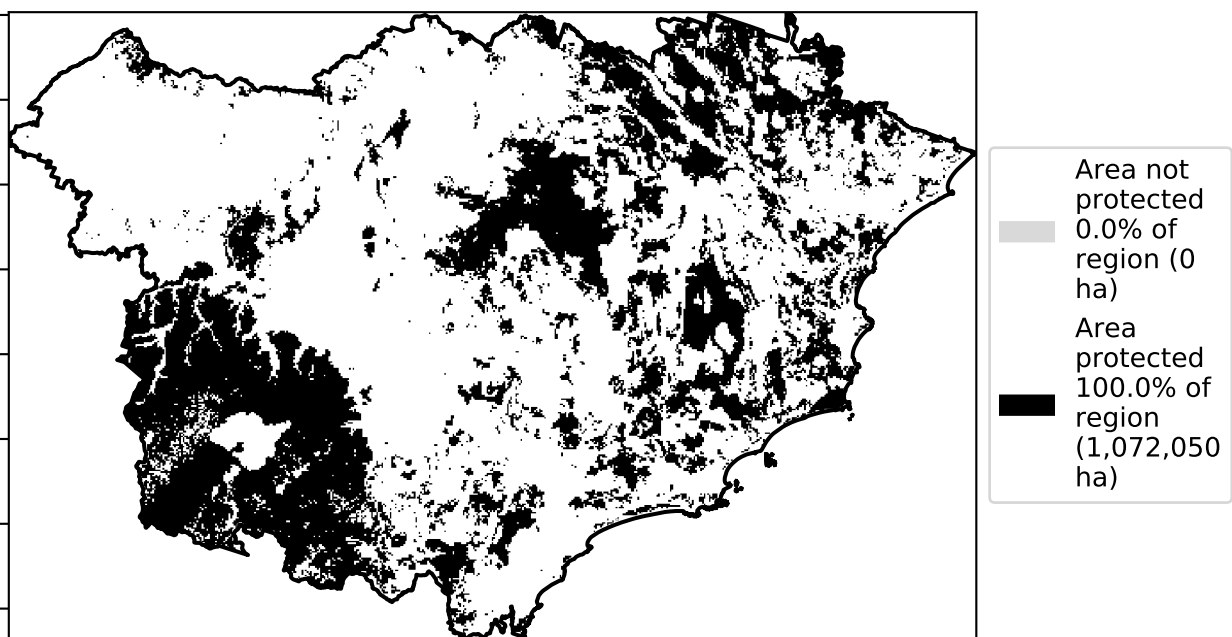 Area not
protected
0.0% of
region (0
ha)
Area
protected
100.0% of
region
(1,072,050
ha)